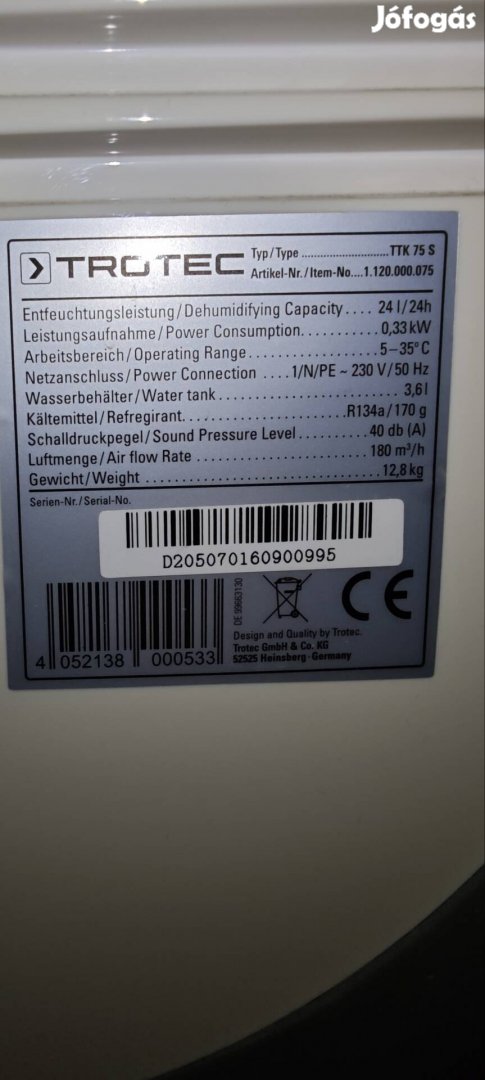 Jófogás
TROTEC
Typ/Type ........................TTK 75 S
Artikel-Nr./Item-No....1.120.000.075
Entfeuchtungsleistung/Dehumidifying Capacity .... 24 l/24h
Leistungsaufnahme/Power Consumption........... 0,33kW
Arbeitsbereich/Operating Range................... 5–35°C
Netzanschluss/Power Connection ....1/N/PE ~ 230 V/50 Hz
Wasserbehälter/Water tank........................ 3,6l
Kältemittel/Refregirant........................R134a/170 g
Schalldruckpegel/Sound Pressure Level.......... 40 db (A)
Luftmenge/Air flow Rate ...................... 180 m³/h
Gewicht/Weight ............................... 12,8kg
Serien-Nr./Serial-No.
D205070160900995
4 052138 000533
DE 99663130
CE
Design and Quality by Trotec.
Trotec GmbH & Co. KG
52525 Heinsberg · Germany